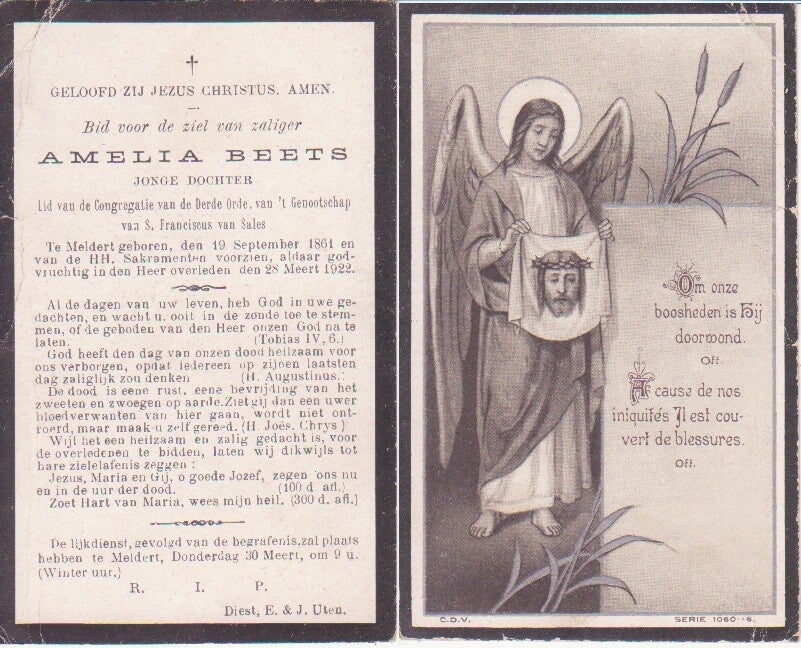 GELOOFD ZIJ JEZUS CHRISTUS. AMEN.
Bid voor de ziel van zaliger
AMELIA BEETS
JONGE DOCHTER
Lid van de Congregatie van de Derde Orde, van 't Genootschap
van S. Franciscus van Sales
Te Meldert geboren, den 19 September 1861 en
van de HH. Sakramenten voorzien, aldaar god-
vruchtig in den Heer overleden den 28 Meert 1922.
Al de dagen van uw leven, heb God in uwe ge-
dachten, en wacht u ooit in de zonde toe te stem-
men, of de geboden van den Heer onzen God na te
laten. (Tobias IV, 6.)
God heeft den dag van onzen dood heilzaam voor
ons verborgen, opdat iedereen op zijnen laatsten
dag zaliglijk zou denken (H. Augustinus.)
De dood is eene rust, eene bevrijding van het
zweeten en zwoegen op aarde. Ziet gij dan een uwer
bloedverwanten van hier gaan, wordt niet ont-
roerd, maar maak u zelf gereed. (H. Joës. Chrys)
Wijl het een heilzaam en zalig gedacht is, voor
de overledenen te bidden, laten wij dikwijls tot
hare zielelafenis zeggen:
Jezus, Maria en Gij, o goede Jozef, zegen ons nu
en in de uur der dood. (100 d. afl.)
Zoet Hart van Maria, wees mijn heil. (300 d. afl.)
De lijkdienst, gevolgd van de begrafenis, zal plaats
hebben te Meldert, Donderdag 30 Meert, om 9 u.
(Winter uur.)
R. I. P.
Diest, E. & J. Uten.
Om onze
boosheden is Hij
doorwond.
Off.
A cause de nos
iniquités Il est cou-
vert de blessures.
Off.
C.D.V.
SERIE 1060-6.